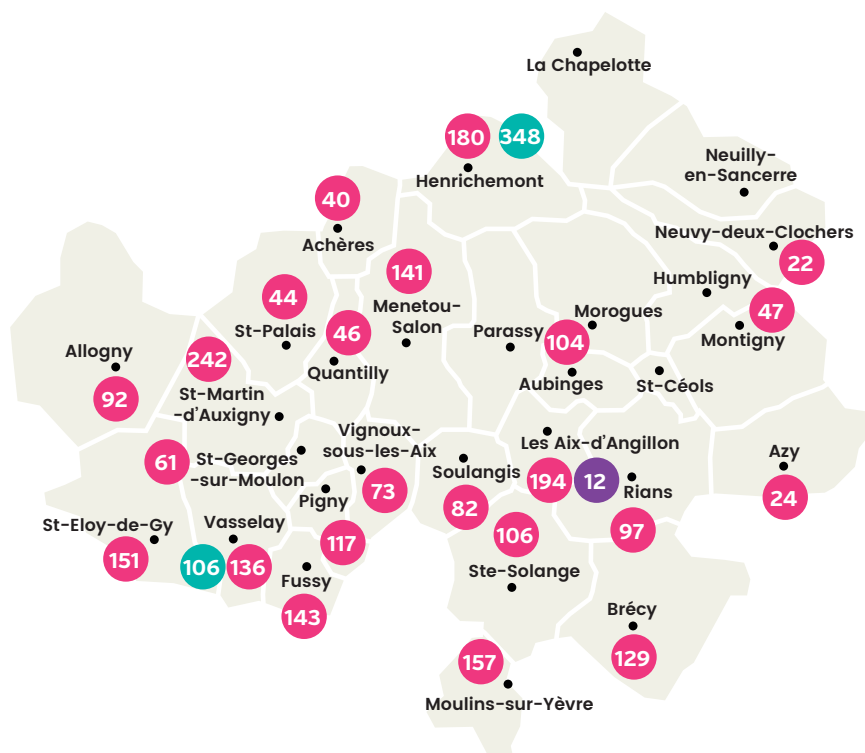 La Chapelotte
180
348
Henrichemont
Neuilly-
en-Sancerre
40
Achères
Neuvy-deux-Clochers
22
141
Menetou-
Salon
Humbligny
44
St-Palais
47
Montigny
46
Quantilly
Parassy
Morogues
104
Aubinges
St-Céols
Allogny
92
242
St-Martin
-d'Auxigny
Vignoux-
sous-les-Aix
73
61
St-Georges
-sur-Moulon
Pigny
117
Soulangis
82
Les Aix-d'Angillon
194
12
Rians
97
Azy
24
St-Eloy-de-Gy
151
Vasselay
106
136
Fussy
143
106
Ste-Solange
Brécy
129
157
Moulins-sur-Yèvre